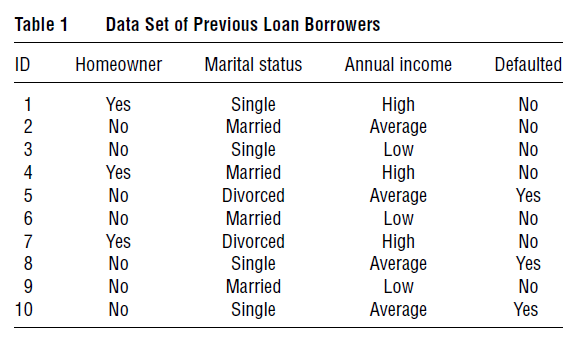 Table 1 Data Set of Previous Loan Borrowers
ID Homeowner Marital status Annual income Defaulted
1 Yes Single High No
2 No Married Average No
3 No Single Low No
4 Yes Married High No
5 No Divorced Average Yes
6 No Married Low No
7 Yes Divorced High No
8 No Single Average Yes
9 No Married Low No
10 No Single Average Yes